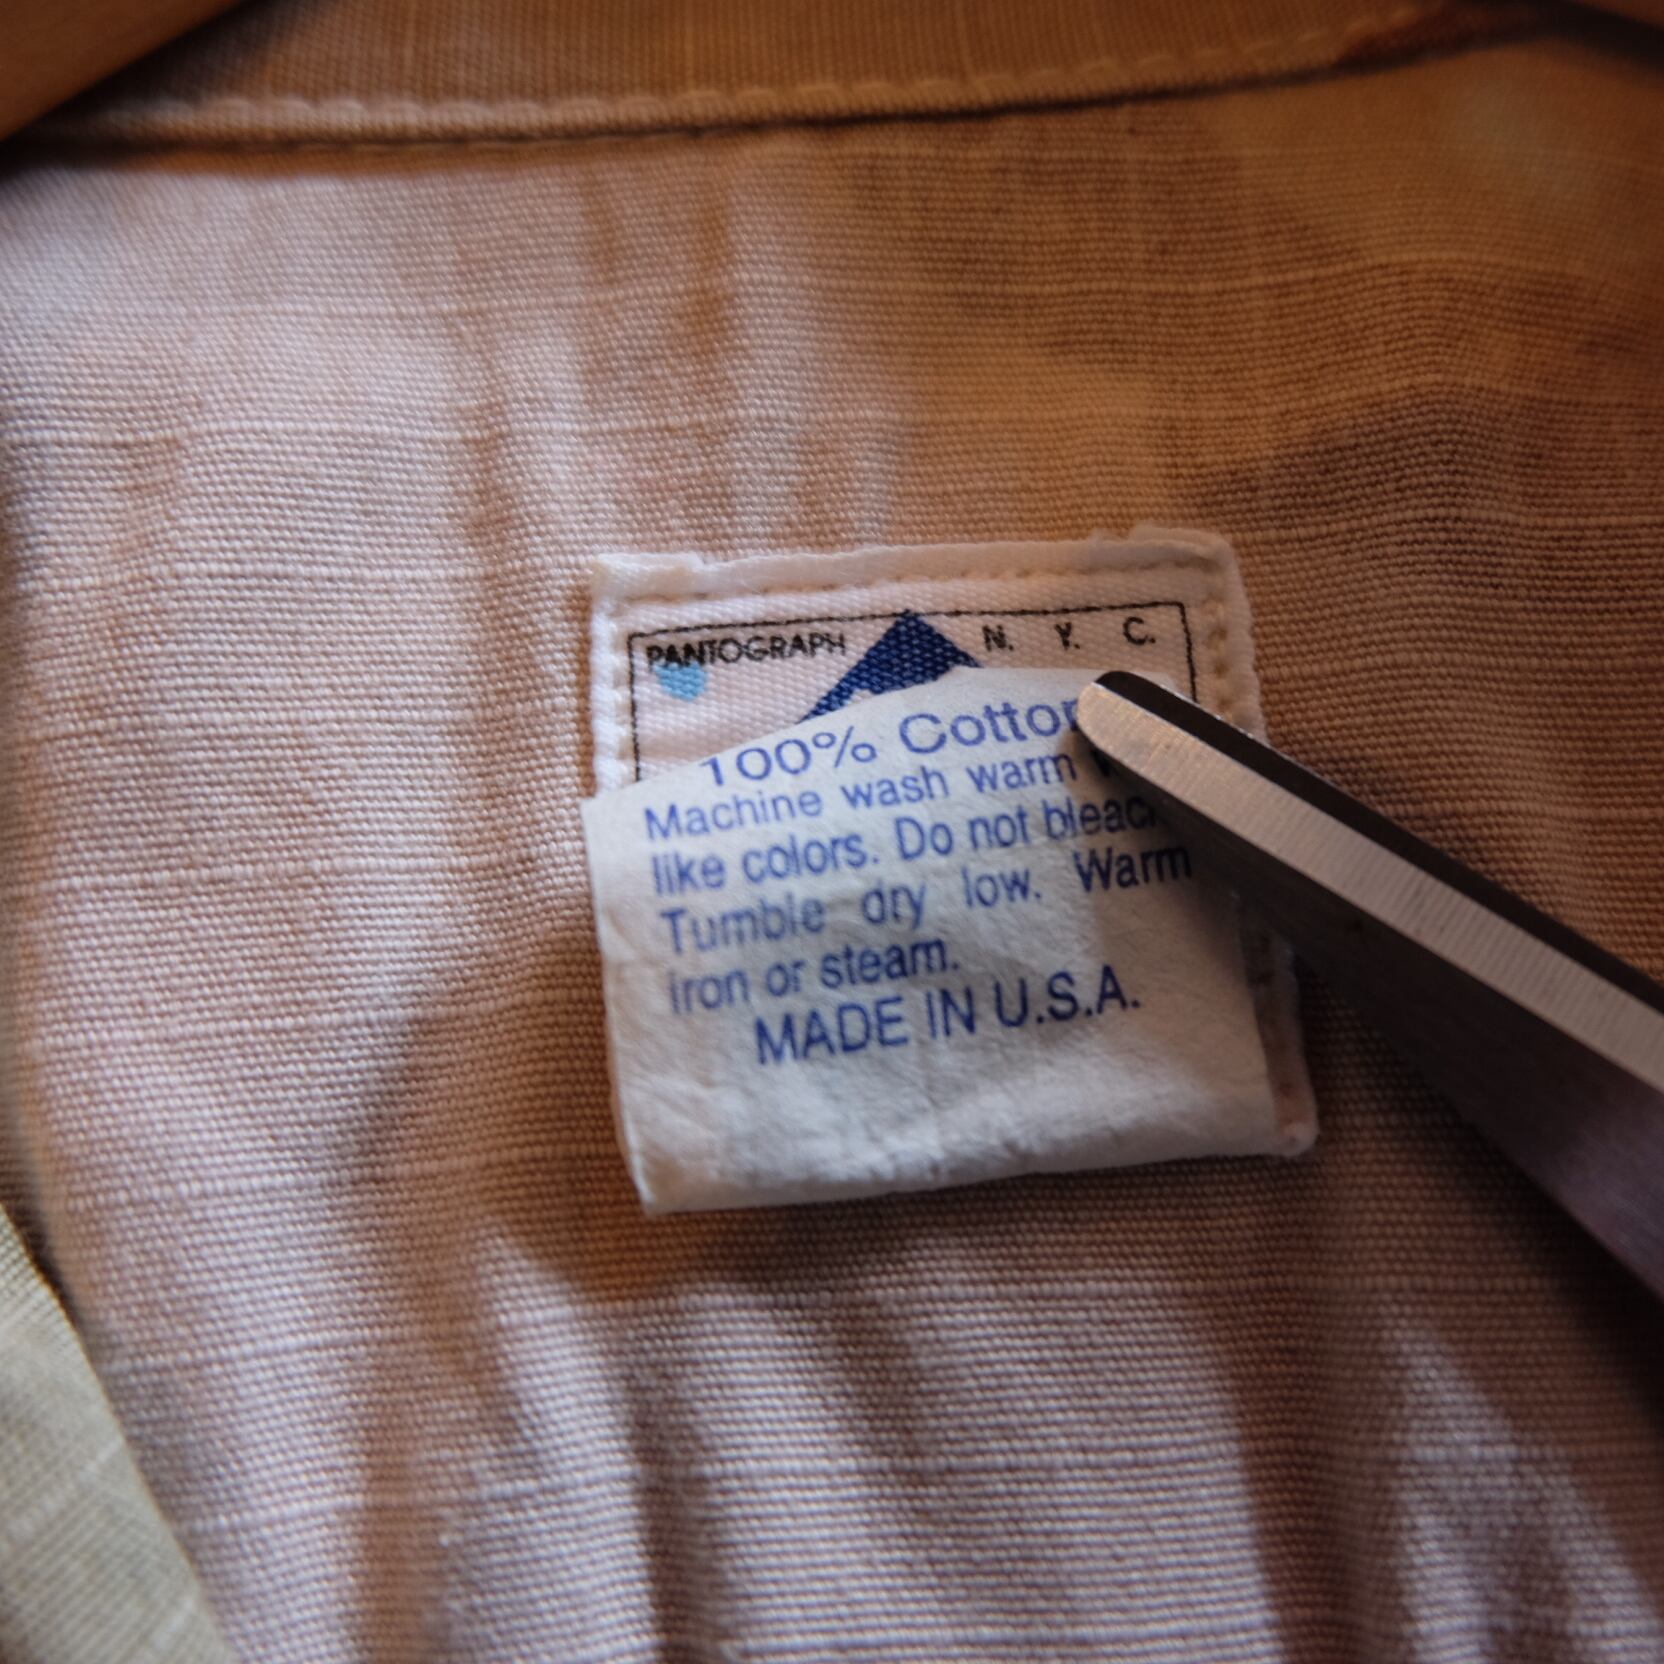 PANTOGRAPH N. Y. C.
100% Cotton
Machine wash warm
like colors. Do not bleach
Tumble dry low. Warm
iron or steam.
MADE IN U.S.A.